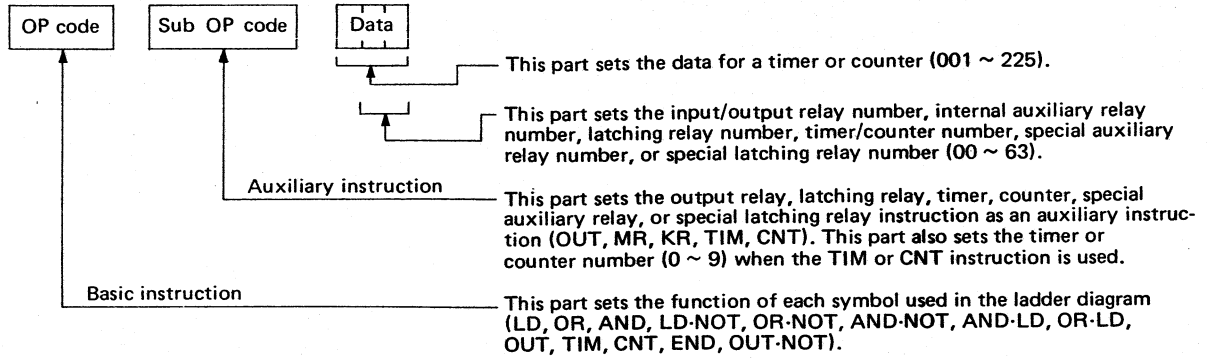 OP code
Sub OP code
Data
This part sets the data for a timer or counter (001 ~ 225).
This part sets the input/output relay number, internal auxiliary relay
number, latching relay number, timer/counter number, special auxiliary
relay number, or special latching relay number (00 ~ 63).
Auxiliary instruction
This part sets the output relay, latching relay, timer, counter, special
auxiliary relay, or special latching relay instruction as an auxiliary instruc-
tion (OUT, MR, KR, TIM, CNT). This part also sets the timer or
counter number (0 ~ 9) when the TIM or CNT instruction is used.
Basic instruction
This part sets the function of each symbol used in the ladder diagram
(LD, OR, AND, LD·NOT, OR·NOT, AND·NOT, AND·LD, OR·LD,
OUT, TIM, CNT, END, OUT·NOT).